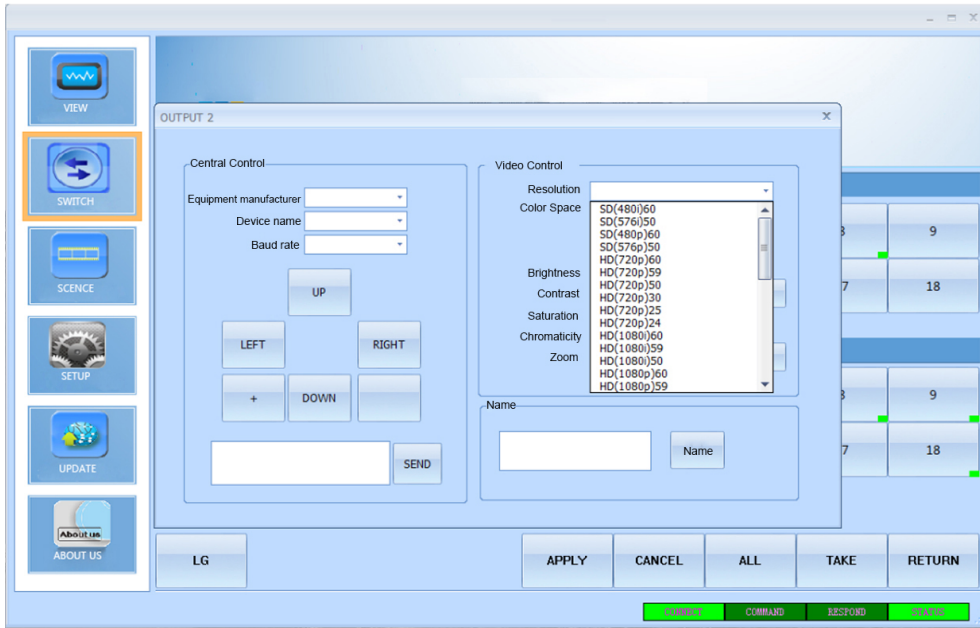 VIEW
SWITCH
SCENCE
SETUP
UPDATE
About us
ABOUT US
OUTPUT 2
Central Control
Equipment manufacturer
Device name
Baud rate
UP
LEFT
RIGHT
+
DOWN
SEND
Video Control
Resolution
Color Space
SD(480i)60
SD(576i)50
SD(480p)60
SD(576p)50
HD(720p)60
HD(720p)59
HD(720p)50
HD(720p)30
HD(720p)25
HD(720p)24
HD(1080i)60
HD(1080i)59
HD(1080i)50
HD(1080p)60
HD(1080p)59
Brightness
Contrast
Saturation
Chromaticity
Zoom
Name
Name
9
18
9
18
LG
APPLY
CANCEL
ALL
TAKE
RETURN
CONNECT
COMMAND
RESPOND
STATUS